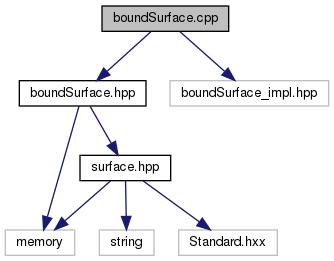 boundSurface.cpp
boundSurface.hpp
boundSurface_impl.hpp
surface.hpp
memory
string
Standard.hxx